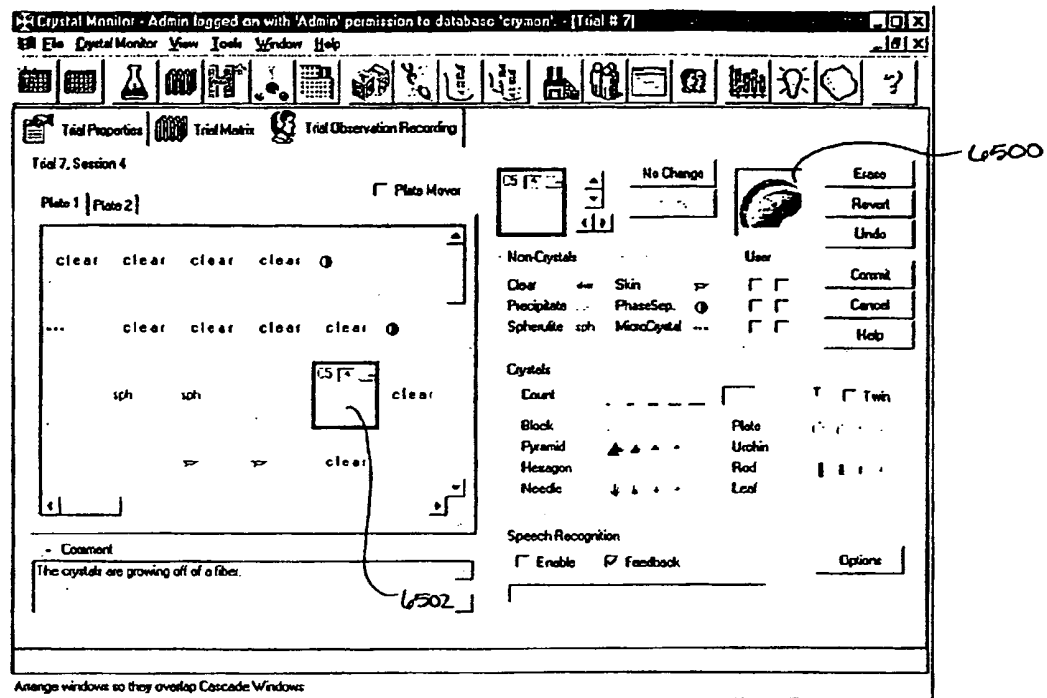 Crystal Monitor - Admin logged on with 'Admin' permission to database 'crymon'. - [Trial # 7]
File Crystal Monitor View Tools Window Help
Trial Properties Trial Matrix Trial Observation Recording
6500
Trial 7, Session 4
Plate Mover
Plate 1 Plate 2
C5 4
No Change
Erase
Revert
Undo
Commit
Cancel
Help
clear clear clear clear
--- clear clear clear clear
sph sph C5 4 clear
clear
Non-Crystals User
Clear Skin
Precipitate PhaseSep.
Spherulite sph MicroCrystal ---
Crystals
Count Twin
Block Plate
Pyramid Urchin
Hexagon Rod
Needle Leaf
Speech Recognition
Enable Feedback Options
Comment
The crystals are growing off of a fiber.
6502
Arrange windows so they overlap Cascade Windows